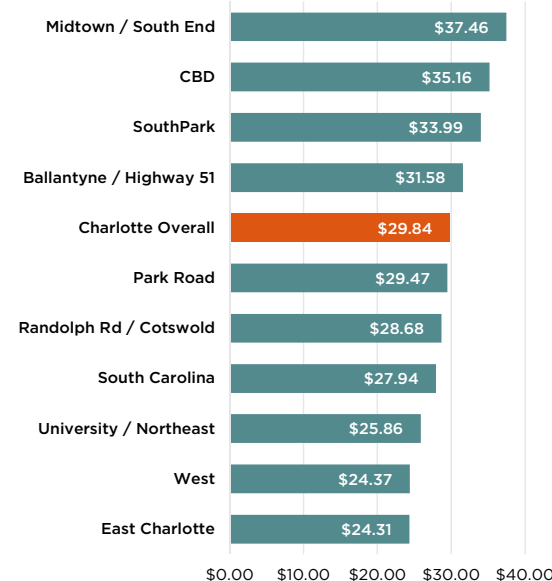 Midtown / South End $37.46
CBD $35.16
SouthPark $33.99
Ballantyne / Highway 51 $31.58
Charlotte Overall $29.84
Park Road $29.47
Randolph Rd / Cotswold $28.68
South Carolina $27.94
University / Northeast $25.86
West $24.37
East Charlotte $24.31
$0.00 $10.00 $20.00 $30.00 $40.00